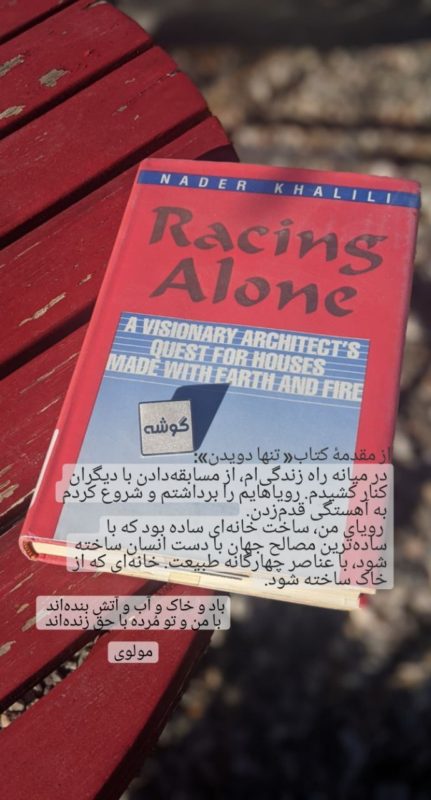 NADER KHALILI
Racing
Alone
A VISIONARY ARCHITECT'S
QUEST FOR HOUSES
MADE WITH EARTH AND FIRE
گوشه
از مقدمهٔ کتاب« تنها دویدن»:
در میانه راه زندگی‌ام، از مسابقه‌دادن با دیگران
کنار کشیدم. رویاهایم را برداشتم و شروع کردم
به آهستگی قدم‌زدن.
رویای من، ساخت خانه‌ای ساده بود که با
ساده‌ترین مصالح جهان با دست انسان ساخته
شود، با عناصر چهارگانه طبیعت. خانه‌ای که از
خاک ساخته شود.
باد و خاک و آب و آتش بنده‌اند
با من و تو مُرده با حق زنده‌اند
مولوی